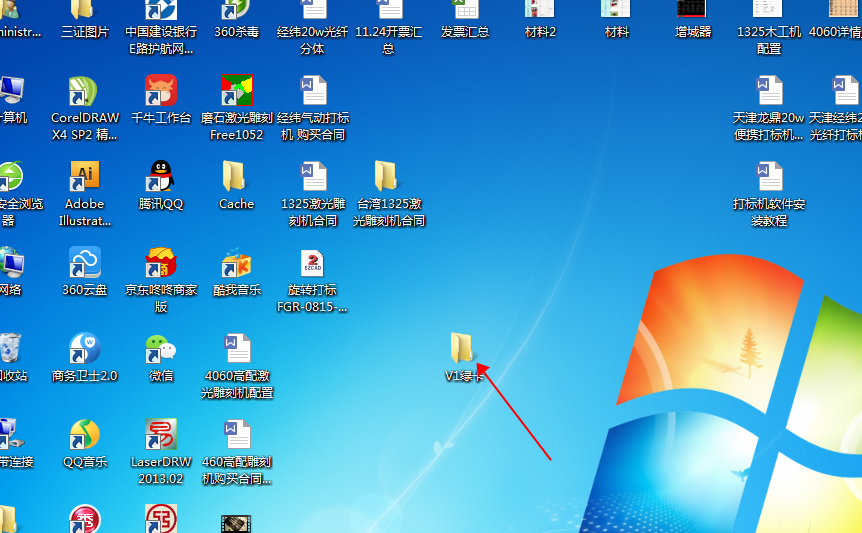 ministr...
三证图片
中国建设银行
E路护航网...
360杀毒
经纬20w光纤
分体
11.24开票汇
总
发票汇总
材料2
材料
增城器
1325木工机
配置
4060详情
计算机
CorelDRAW
X4 SP2 精...
千牛工作台
磨石激光雕刻
Free1052
经纬气动打标
机 购买合同
天津龙鼎20w
便携打标机...
天津经纬2
光纤打标
安全浏览
器
Adobe
Illustrat...
腾讯QQ
Cache
1325激光雕
刻机合同
台湾1325激
光雕刻机合同
打标机软件安
装教程
网络
360云盘
京东咚咚商家
版
酷我音乐
2
EZCAD
旋转打标
FGR-0815-...
回收站
商务卫士2.0
微信
4060高配激
光雕刻机配置
V1绿卡
带连接
QQ音乐
LaserDRW
2013.02
460高配雕刻
机购买合同...